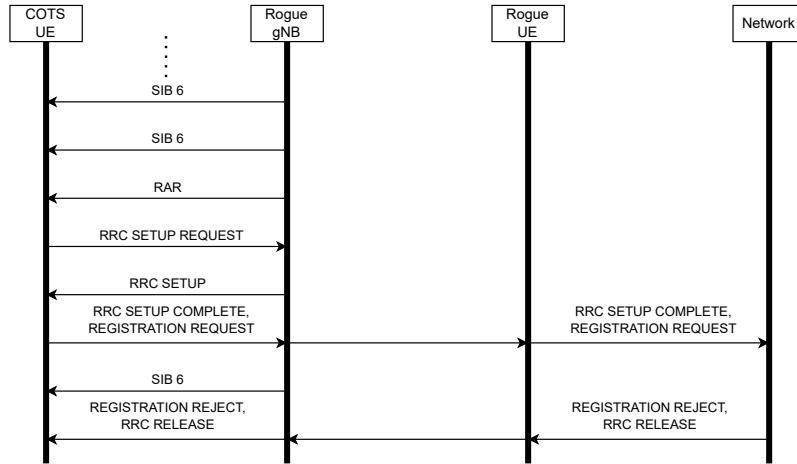 COTS
UE
Rogue
gNB
Rogue
UE
Network
SIB 6
SIB 6
RAR
RRC SETUP REQUEST
RRC SETUP
RRC SETUP COMPLETE,
REGISTRATION REQUEST
RRC SETUP COMPLETE,
REGISTRATION REQUEST
SIB 6
REGISTRATION REJECT,
RRC RELEASE
REGISTRATION REJECT,
RRC RELEASE